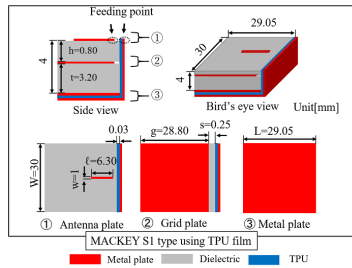 Feeding point
①
h=0.80
②
4
t=3.20
③
Side view
29.05
30
4
Bird's eye view
Unit[mm]
0.03
W=30
w=1
ℓ=6.30
① Antenna plate
g=28.80
s=0.25
② Grid plate
L=29.05
③ Metal plate
MACKEY S1 type using TPU film
Metal plate
Dielectric
TPU